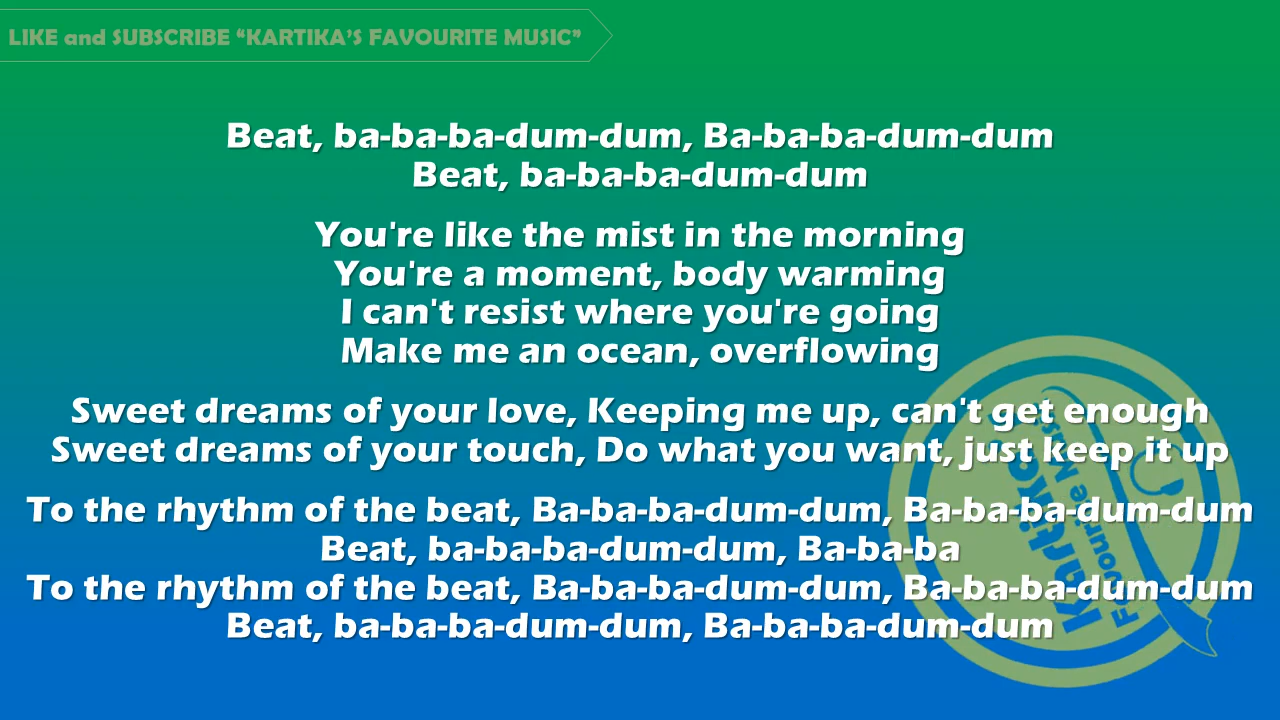 LIKE and SUBSCRIBE “KARTIKA’S FAVOURITE MUSIC”
Beat, ba-ba-ba-dum-dum, Ba-ba-ba-dum-dum
Beat, ba-ba-ba-dum-dum
You're like the mist in the morning
You're a moment, body warming
I can't resist where you're going
Make me an ocean, overflowing
Sweet dreams of your love, Keeping me up, can't get enough
Sweet dreams of your touch, Do what you want, just keep it up
To the rhythm of the beat, Ba-ba-ba-dum-dum, Ba-ba-ba-dum-dum
Beat, ba-ba-ba-dum-dum, Ba-ba-ba
To the rhythm of the beat, Ba-ba-ba-dum-dum, Ba-ba-ba-dum-dum
Beat, ba-ba-ba-dum-dum, Ba-ba-ba-dum-dum